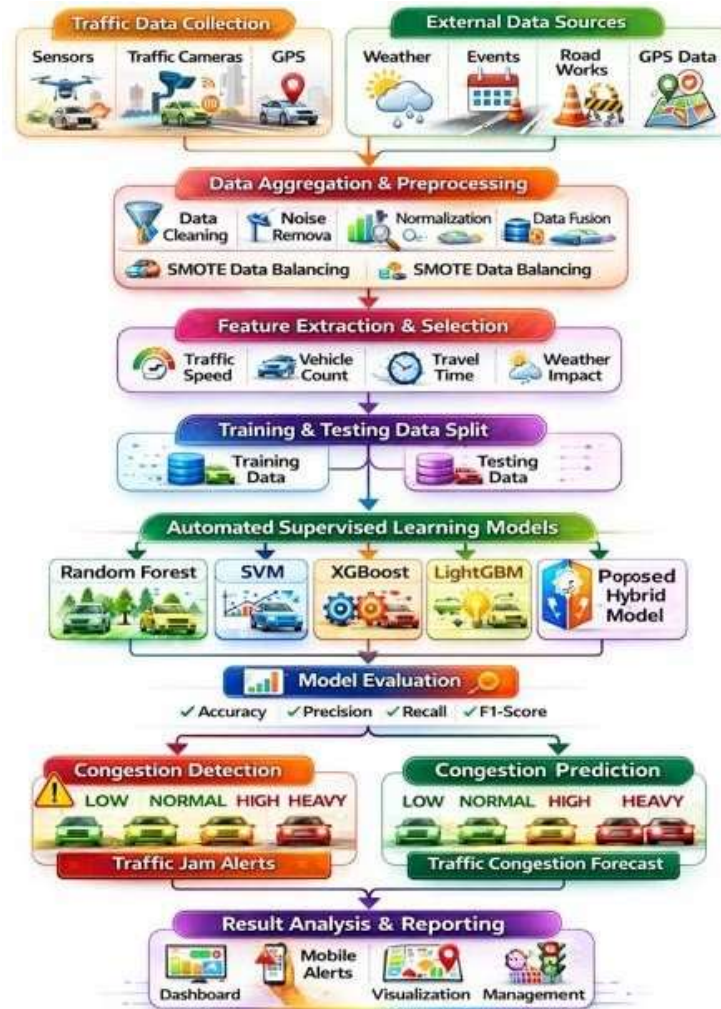 Traffic Data Collection
Sensors
Traffic Cameras
GPS
External Data Sources
Weather
Events
Road
Works
GPS Data
Data Aggregation & Preprocessing
Data
Cleaning
Noise
Remova
Normalization
Data Fusion
SMOTE Data Balancing
SMOTE Data Balancing
Feature Extraction & Selection
Traffic
Speed
Vehicle
Count
Travel
Time
Weather
Impact
Training & Testing Data Split
Training
Data
Testing
Data
Automated Supervised Learning Models
Random Forest
SVM
XGBoost
LightGBM
Poposed
Hybrid
Model
Model Evaluation
✓ Accuracy ✓ Precision ✓ Recall ✓ F1-Score
Congestion Detection
LOW NORMAL HIGH HEAVY
Traffic Jam Alerts
Congestion Prediction
LOW NORMAL HIGH HEAVY
Traffic Congestion Forecast
Result Analysis & Reporting
Dashboard
Mobile
Alerts
Visualization
Management